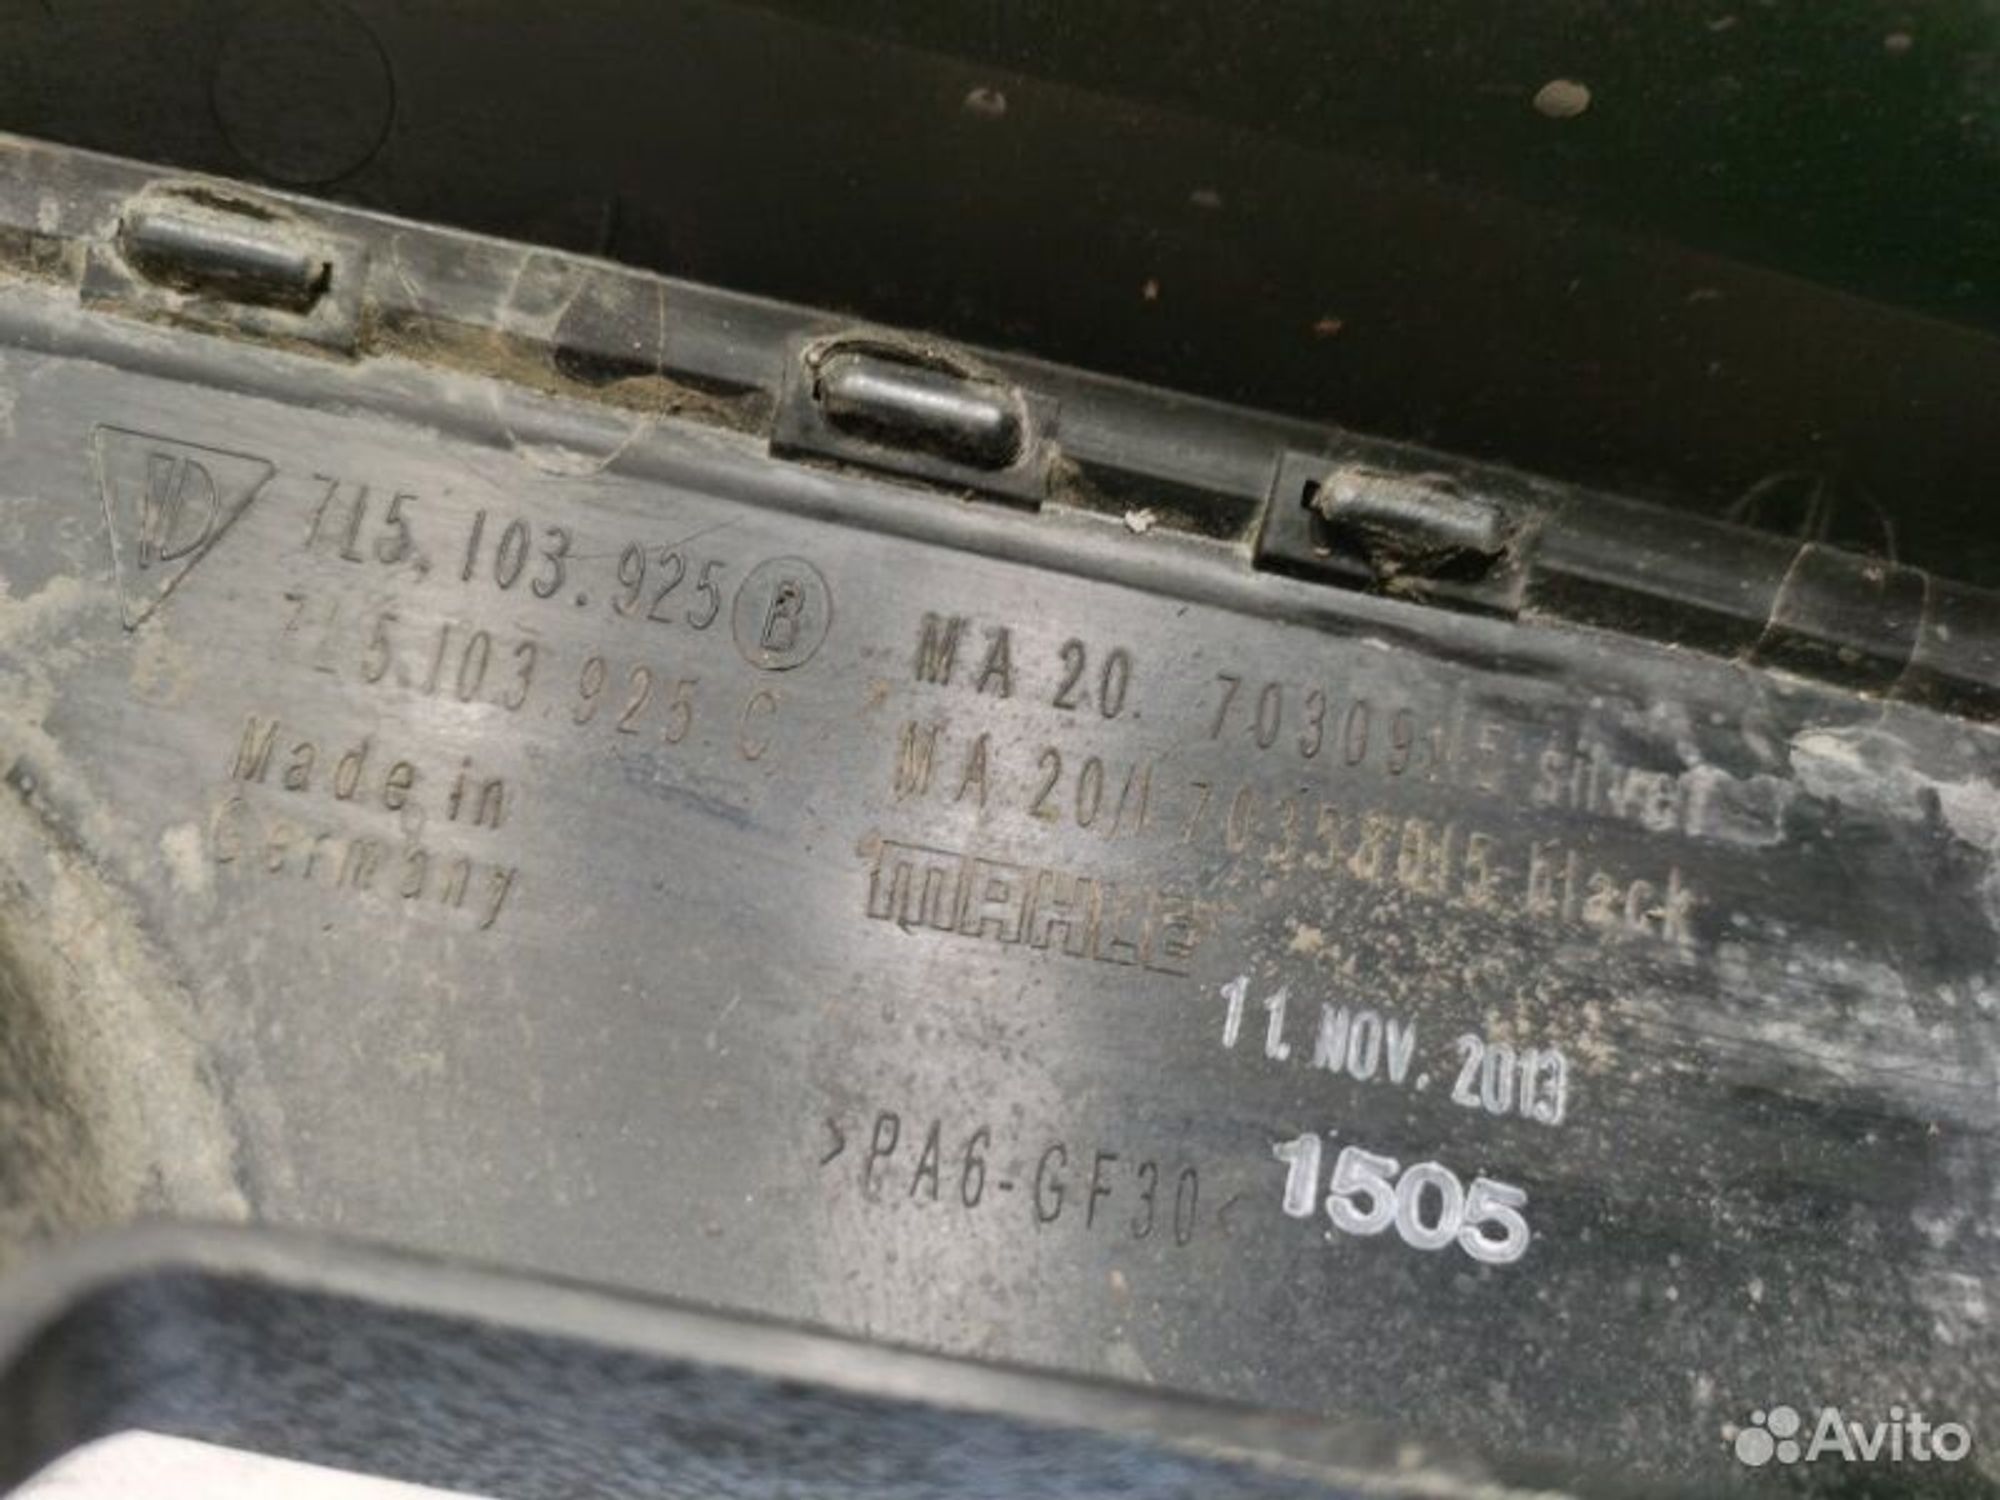 7L5.103.925 B MA 20. silver
7L5.103.925.C MA 20/1 black
Made in
Germany
MAHLE
11. NOV. 2013
>PA6-GF30<
1505
Avito